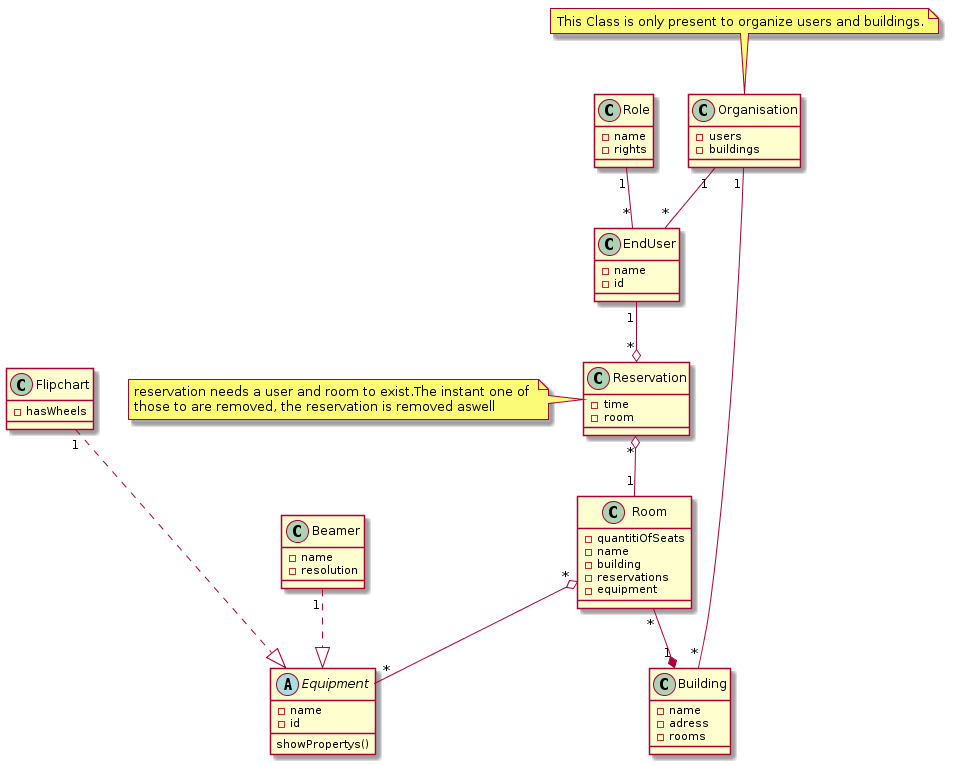 This Class is only present to organize users and buildings.
C Role
name
rights
C Organisation
users
buildings
1
1
1
*
*
C EndUser
name
id
1
*
C Flipchart
hasWheels
1
reservation needs a user and room to exist.The instant one of
those to are removed, the reservation is removed aswell
C Reservation
time
room
*
1
C Beamer
name
resolution
1
C Room
quantitiOfSeats
name
building
reservations
equipment
*
*
1
*
*
A Equipment
name
id
showPropertys()
C Building
name
adress
rooms